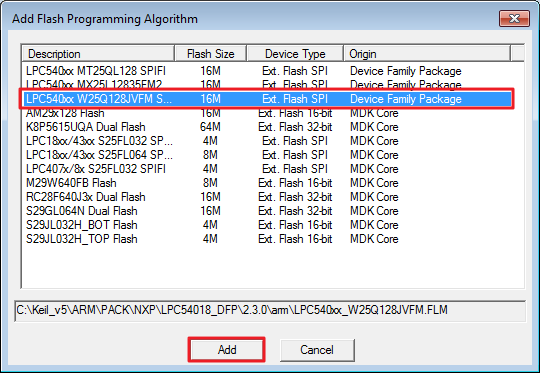 Add Flash Programming Algorithm
Description Flash Size Device Type Origin
LPC540xx MT25QL128 SPIFI 16M Ext. Flash SPI Device Family Package
LPC540xx MX25L12835FM2 16M Ext. Flash SPI Device Family Package
LPC540xx W25Q128JVFM S... 16M Ext. Flash SPI Device Family Package
AM29x128 Flash 16M Ext. Flash 16-bit MDK Core
K8P5615UQA Dual Flash 64M Ext. Flash 32-bit MDK Core
LPC18xx/43xx S25FL032 SP... 4M Ext. Flash SPI MDK Core
LPC18xx/43xx S25FL064 SP... 8M Ext. Flash SPI MDK Core
LPC407x/8x S25FL032 SPIFI 4M Ext. Flash SPI MDK Core
M29W640FB Flash 8M Ext. Flash 16-bit MDK Core
RC28F640J3x Dual Flash 16M Ext. Flash 32-bit MDK Core
S29GL064N Dual Flash 16M Ext. Flash 32-bit MDK Core
S29JL032H_BOT Flash 4M Ext. Flash 16-bit MDK Core
S29JL032H_TOP Flash 4M Ext. Flash 16-bit MDK Core
C:\Keil_v5\ARM\PACK\NXP\LPC54018_DFP\2.3.0\arm\LPC540xx_W25Q128JVFM.FLM
Add Cancel